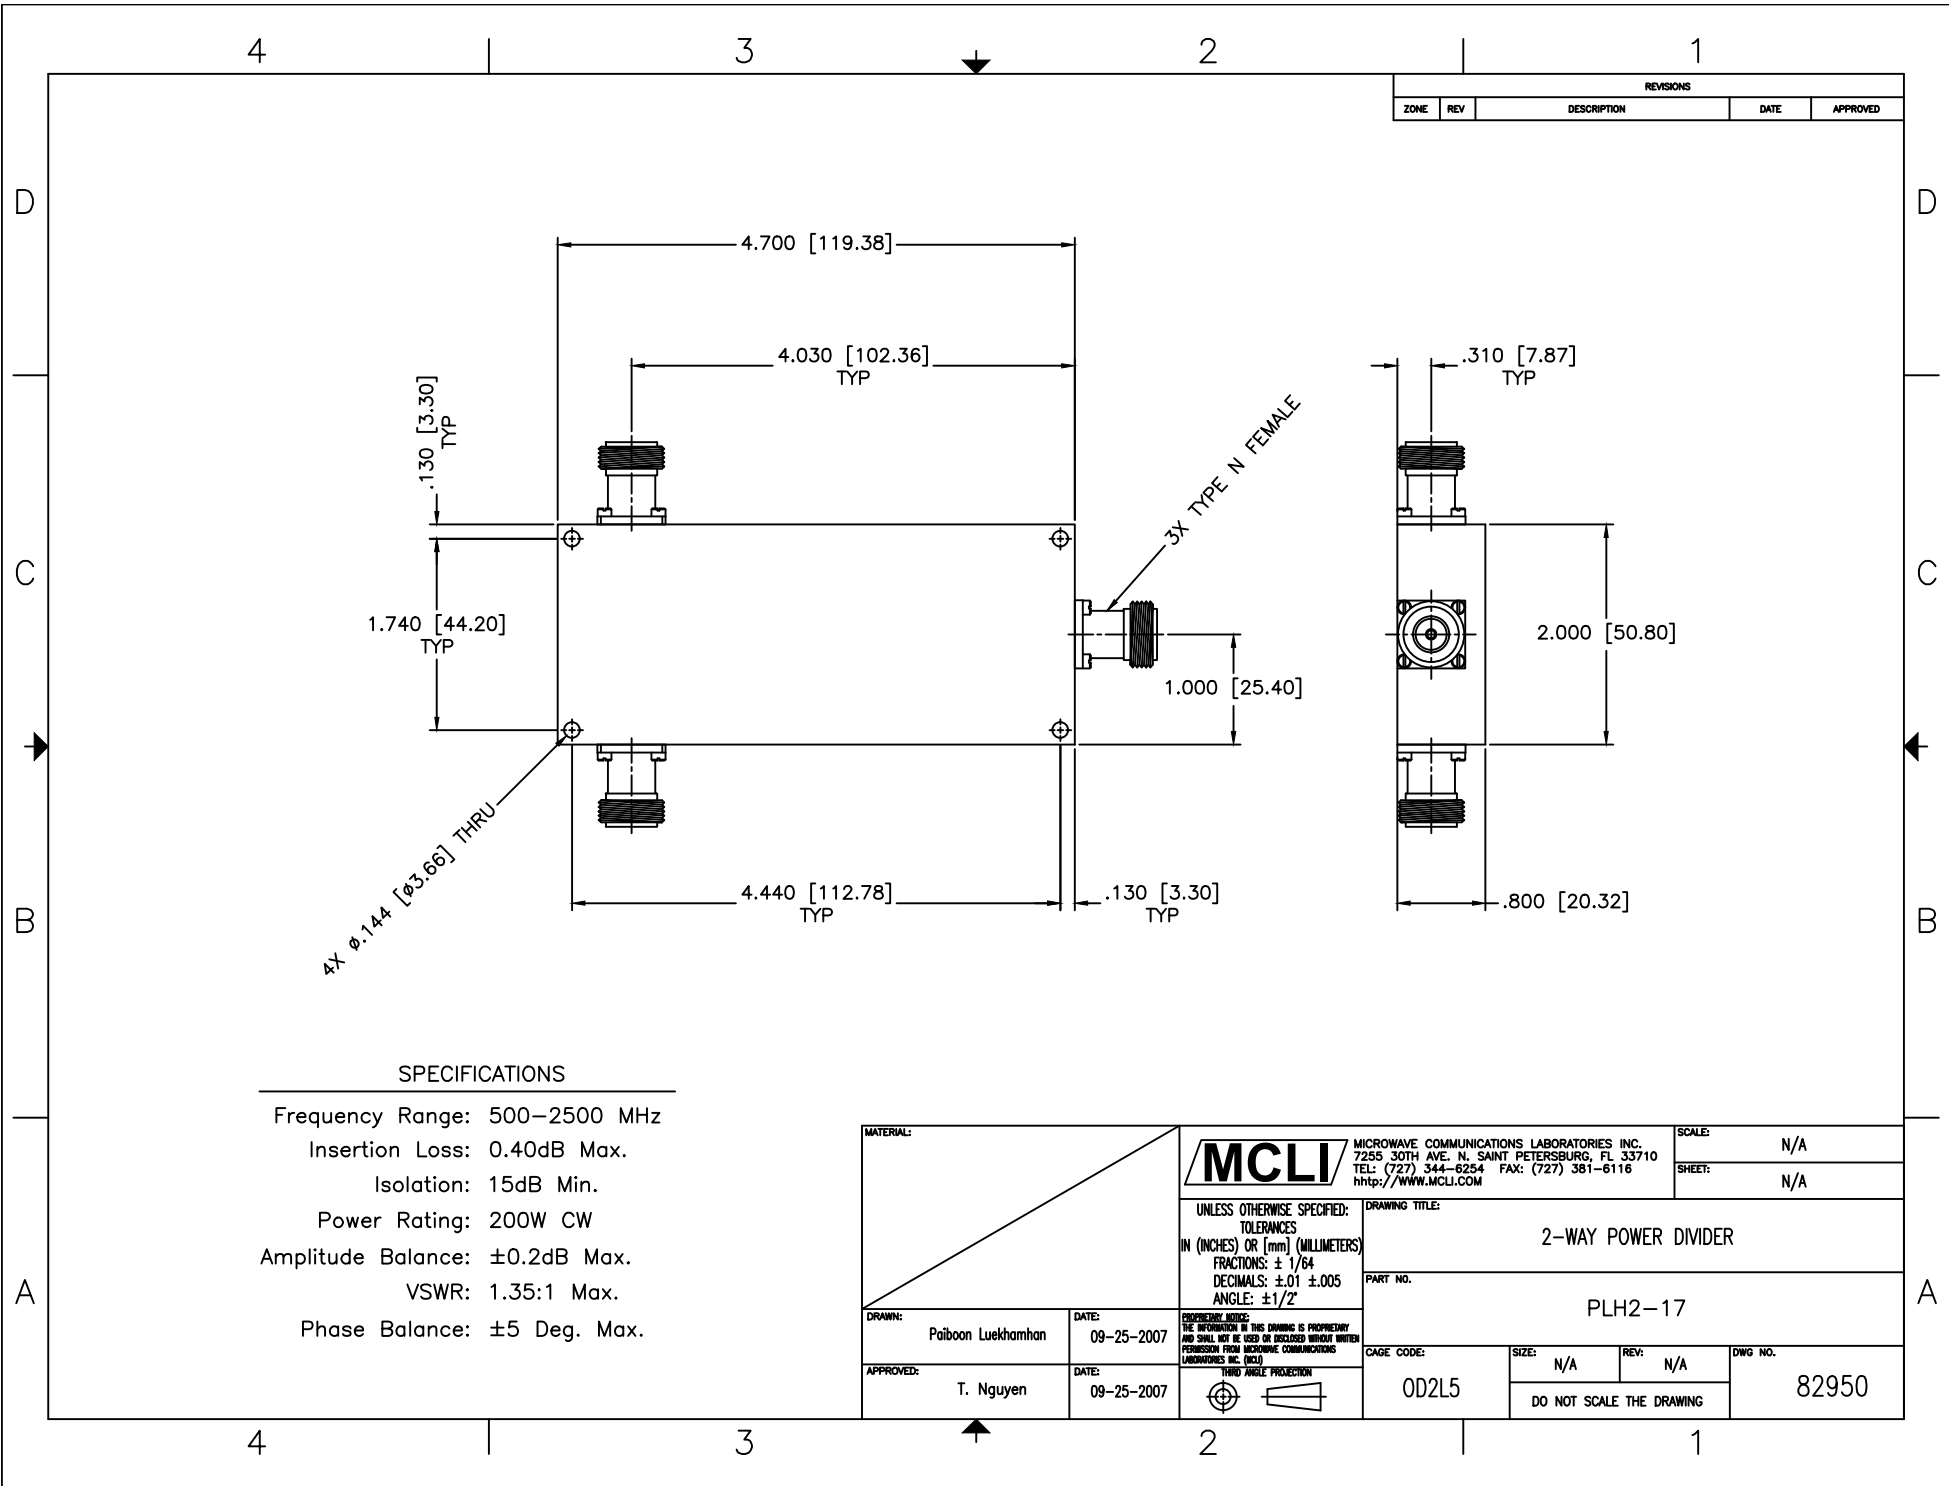 4 3 2 1
REVISIONS
ZONE REV DESCRIPTION DATE APPROVED
D D
4.700 [119.38]
4.030 [102.36]
TYP
.310 [7.87]
TYP
.130 [3.30]
TYP
3X TYPE N FEMALE
C C
1.740 [44.20]
TYP
2.000 [50.80]
1.000 [25.40]
4X ø.144 [ø3.66] THRU
4.440 [112.78]
TYP
.130 [3.30]
TYP
.800 [20.32]
B B
SPECIFICATIONS
Frequency Range: 500-2500 MHz
Insertion Loss: 0.40dB Max.
Isolation: 15dB Min.
Power Rating: 200W CW
Amplitude Balance: ±0.2dB Max.
VSWR: 1.35:1 Max.
Phase Balance: ±5 Deg. Max.
A A
MATERIAL:
MCLI
MICROWAVE COMMUNICATIONS LABORATORIES INC.
7255 30TH AVE. N. SAINT PETERSBURG, FL 33710
TEL: (727) 344-6254 FAX: (727) 381-6116
hhtp://WWW.MCLI.COM
SCALE: N/A
SHEET: N/A
UNLESS OTHERWISE SPECIFIED:
TOLERANCES
IN (INCHES) OR [mm] (MILLIMETERS)
FRACTIONS: ± 1/64
DECIMALS: ±.01 ±.005
ANGLE: ±1/2°
DRAWING TITLE:
2-WAY POWER DIVIDER
PART NO.
PLH2-17
DRAWN: Paiboon Luekhamhan
DATE: 09-25-2007
PROPRIETARY NOTICE:
THE INFORMATION IN THIS DRAWING IS PROPRIETARY
AND SHALL NOT BE USED OR DISCLOSED WITHOUT WRITTEN
PERMISSION FROM MICROWAVE COMMUNICATIONS
LABORATORIES INC. (MCLI)
APPROVED: T. Nguyen
DATE: 09-25-2007
THIRD ANGLE PROJECTION
CAGE CODE: 0D2L5
SIZE: N/A
REV: N/A
DO NOT SCALE THE DRAWING
DWG NO. 82950
4 3 2 1